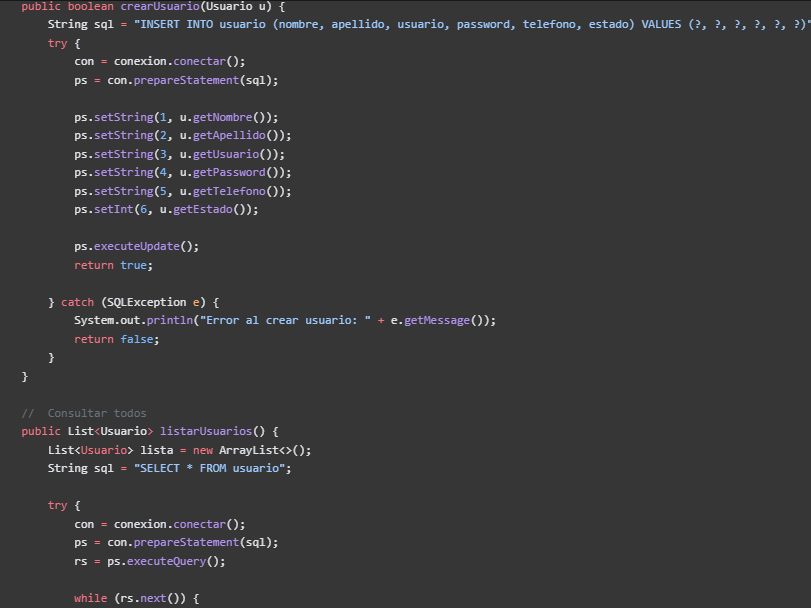 public boolean crearUsuario(Usuario u) {
String sql = "INSERT INTO usuario (nombre, apellido, usuario, password, telefono, estado) VALUES (?, ?, ?, ?, ?, ?)"
try {
con = conexion.conectar();
ps = con.prepareStatement(sql);
ps.setString(1, u.getNombre());
ps.setString(2, u.getApellido());
ps.setString(3, u.getUsuario());
ps.setString(4, u.getPassword());
ps.setString(5, u.getTelefono());
ps.setInt(6, u.getEstado());
ps.executeUpdate();
return true;
} catch (SQLException e) {
System.out.println("Error al crear usuario: " + e.getMessage());
return false;
}
}
//  Consultar todos
public List<Usuario> listarUsuarios() {
List<Usuario> lista = new ArrayList<>();
String sql = "SELECT * FROM usuario";
try {
con = conexion.conectar();
ps = con.prepareStatement(sql);
rs = ps.executeQuery();
while (rs.next()) {